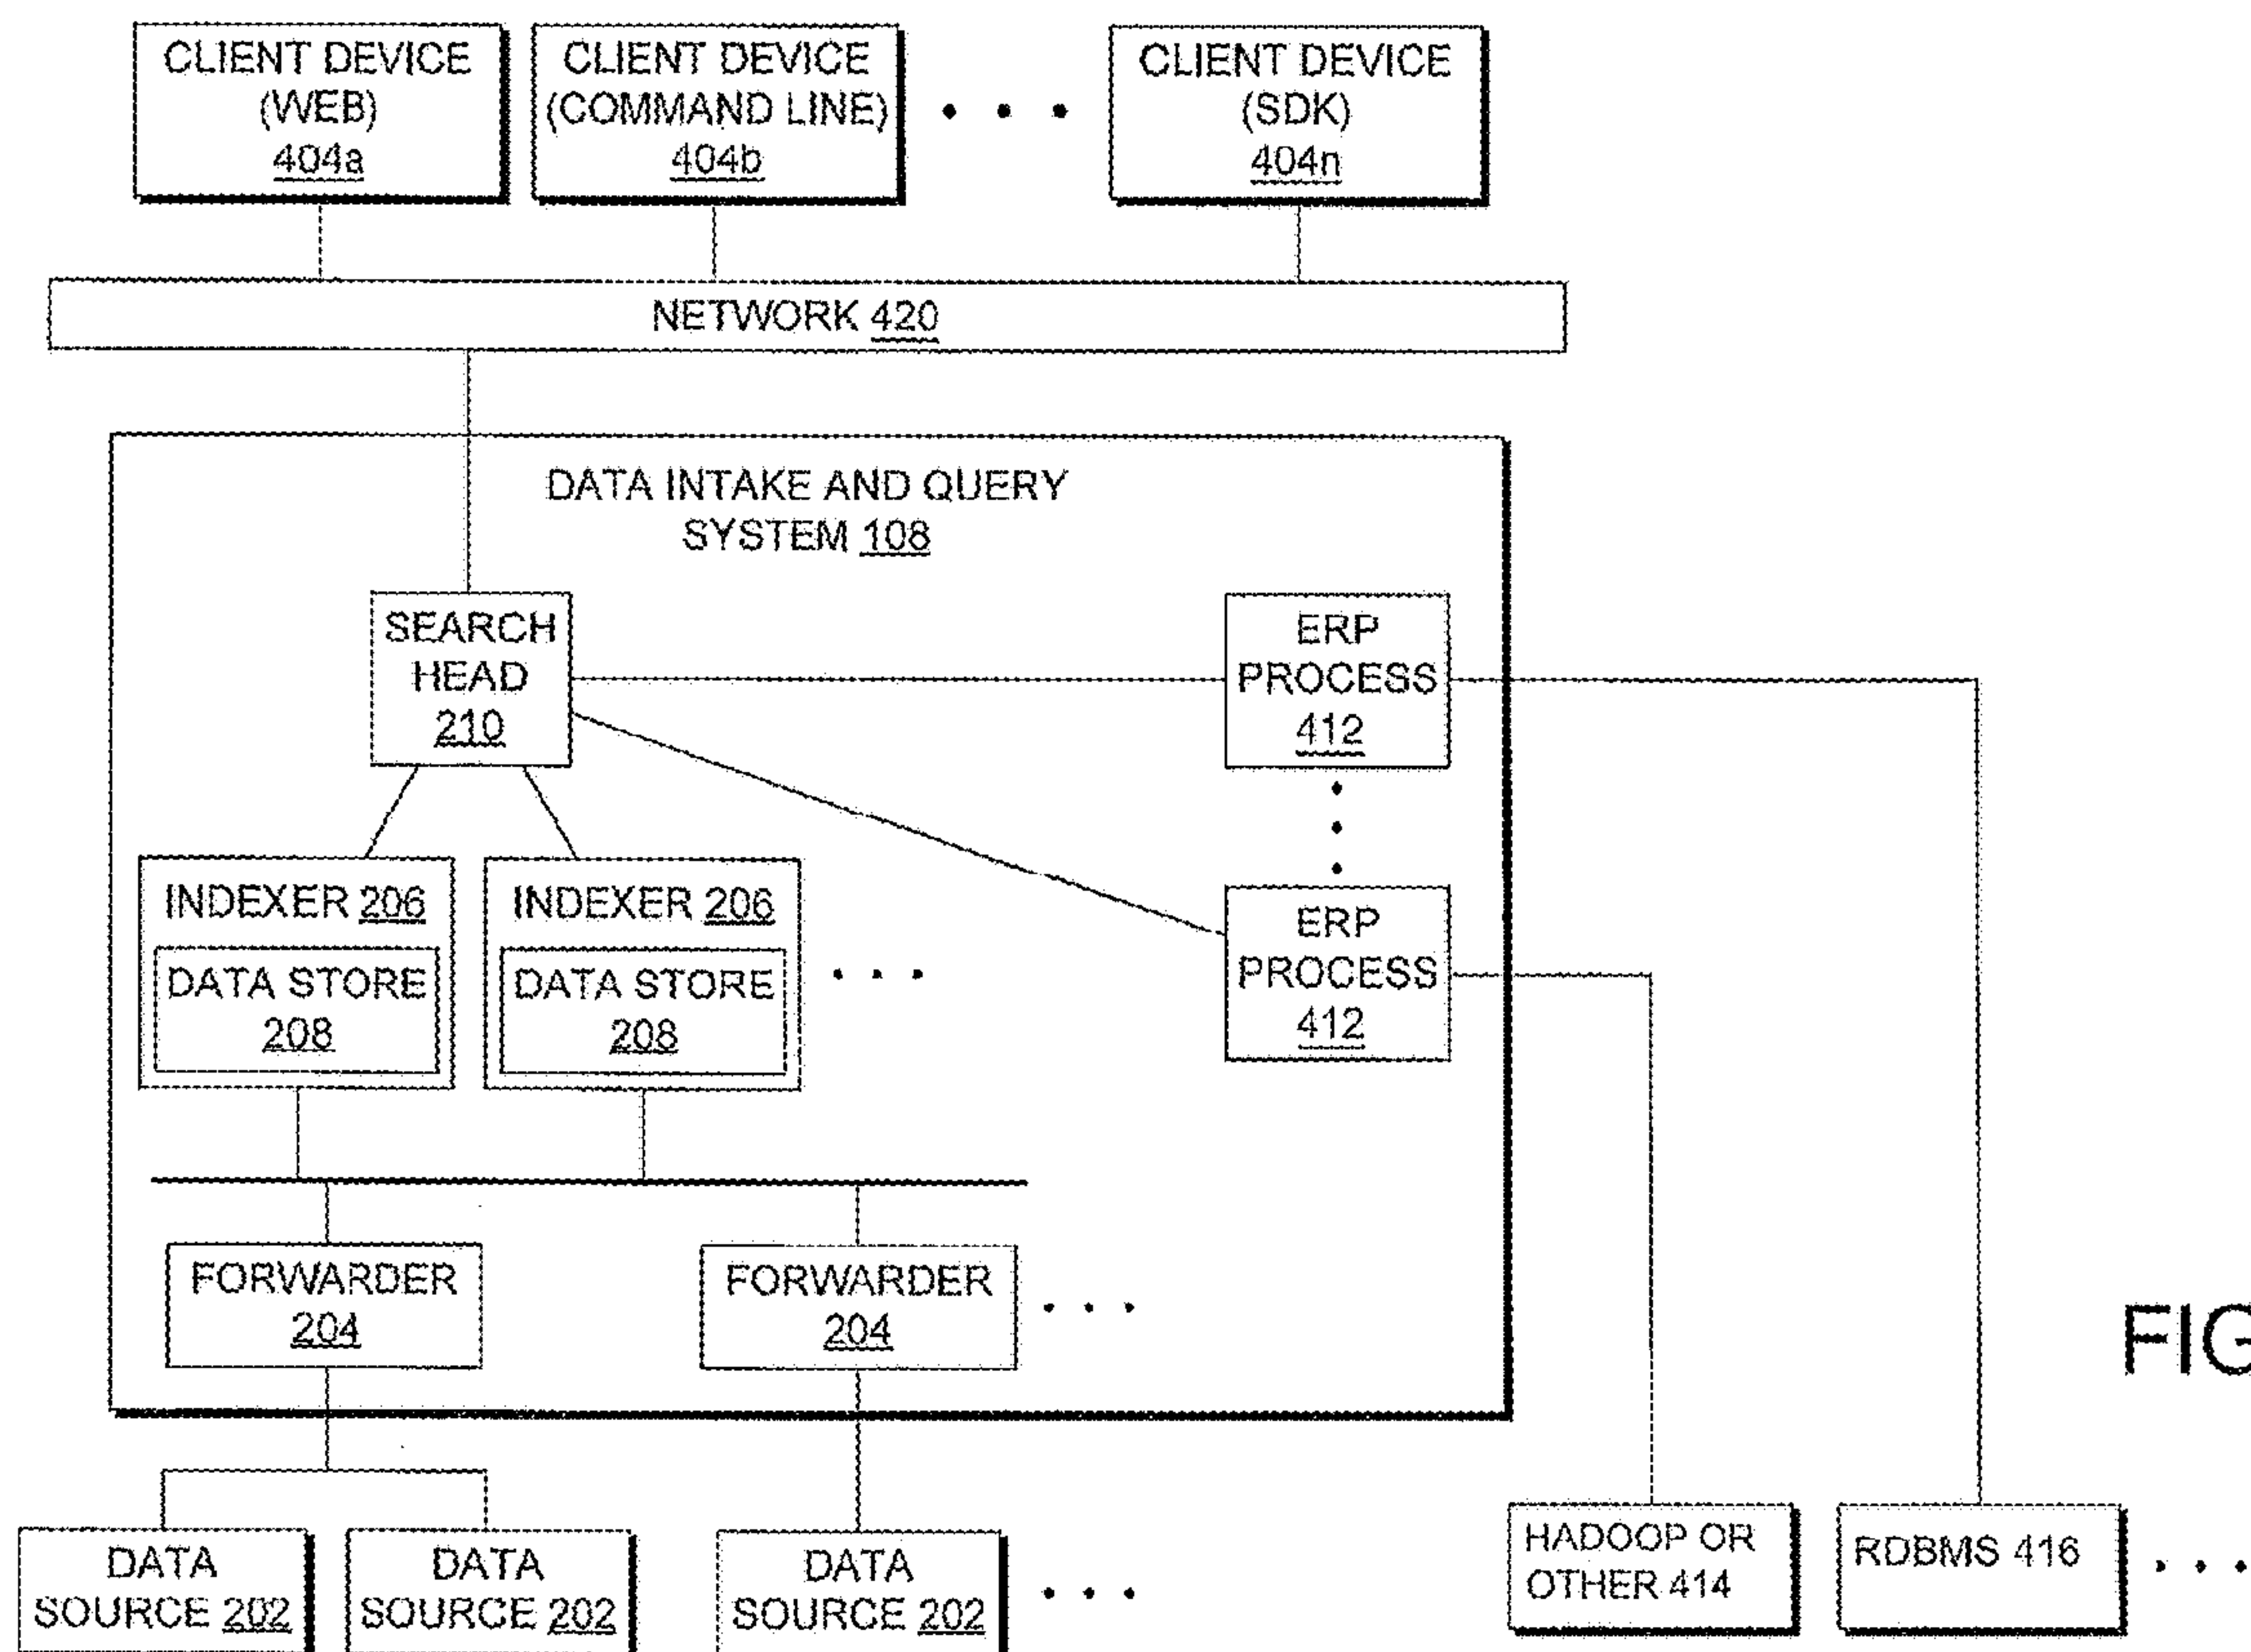 CLIENT DEVICE
(WEB)
404a
CLIENT DEVICE
(COMMAND LINE)
404b
CLIENT DEVICE
(SDK)
404n
NETWORK 420
DATA INTAKE AND QUERY
SYSTEM 108
SEARCH
HEAD
210
ERP
PROCESS
412
INDEXER 206
DATA STORE
208
INDEXER 206
DATA STORE
208
ERP
PROCESS
412
FORWARDER
204
FORWARDER
204
FIG
DATA
SOURCE 202
DATA
SOURCE 202
DATA
SOURCE 202
HADOOP OR
OTHER 414
RDBMS 416